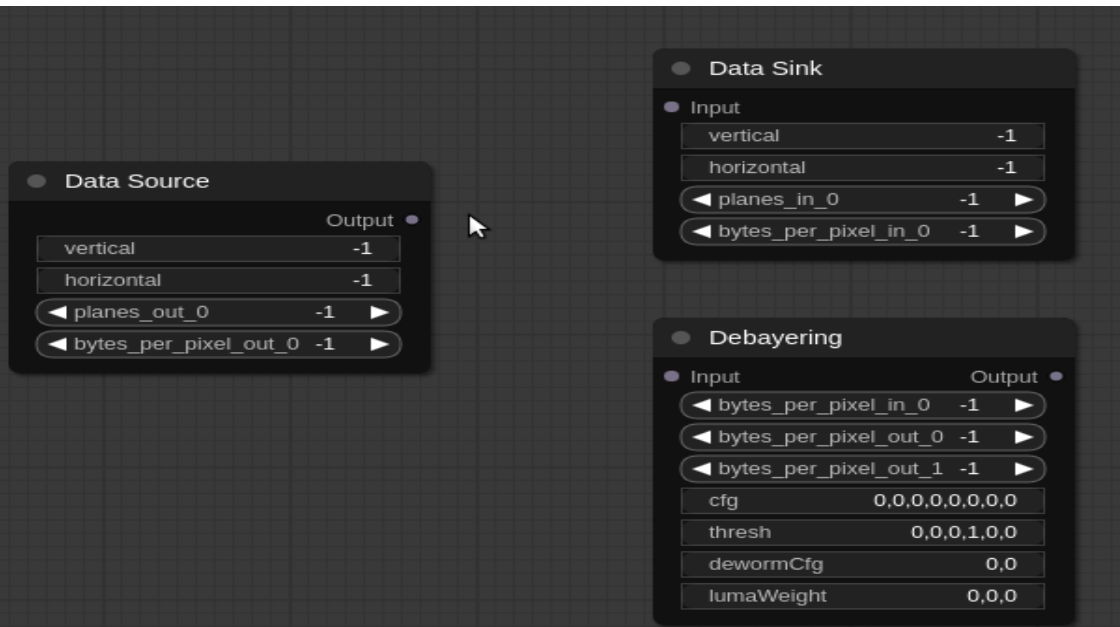 Data Source
Output
vertical -1
horizontal -1
planes_out_0 -1
bytes_per_pixel_out_0 -1
Data Sink
Input
vertical -1
horizontal -1
planes_in_0 -1
bytes_per_pixel_in_0 -1
Debayering
Input Output
bytes_per_pixel_in_0 -1
bytes_per_pixel_out_0 -1
bytes_per_pixel_out_1 -1
cfg 0,0,0,0,0,0,0,0
thresh 0,0,0,1,0,0
dewormCfg 0,0
lumaWeight 0,0,0